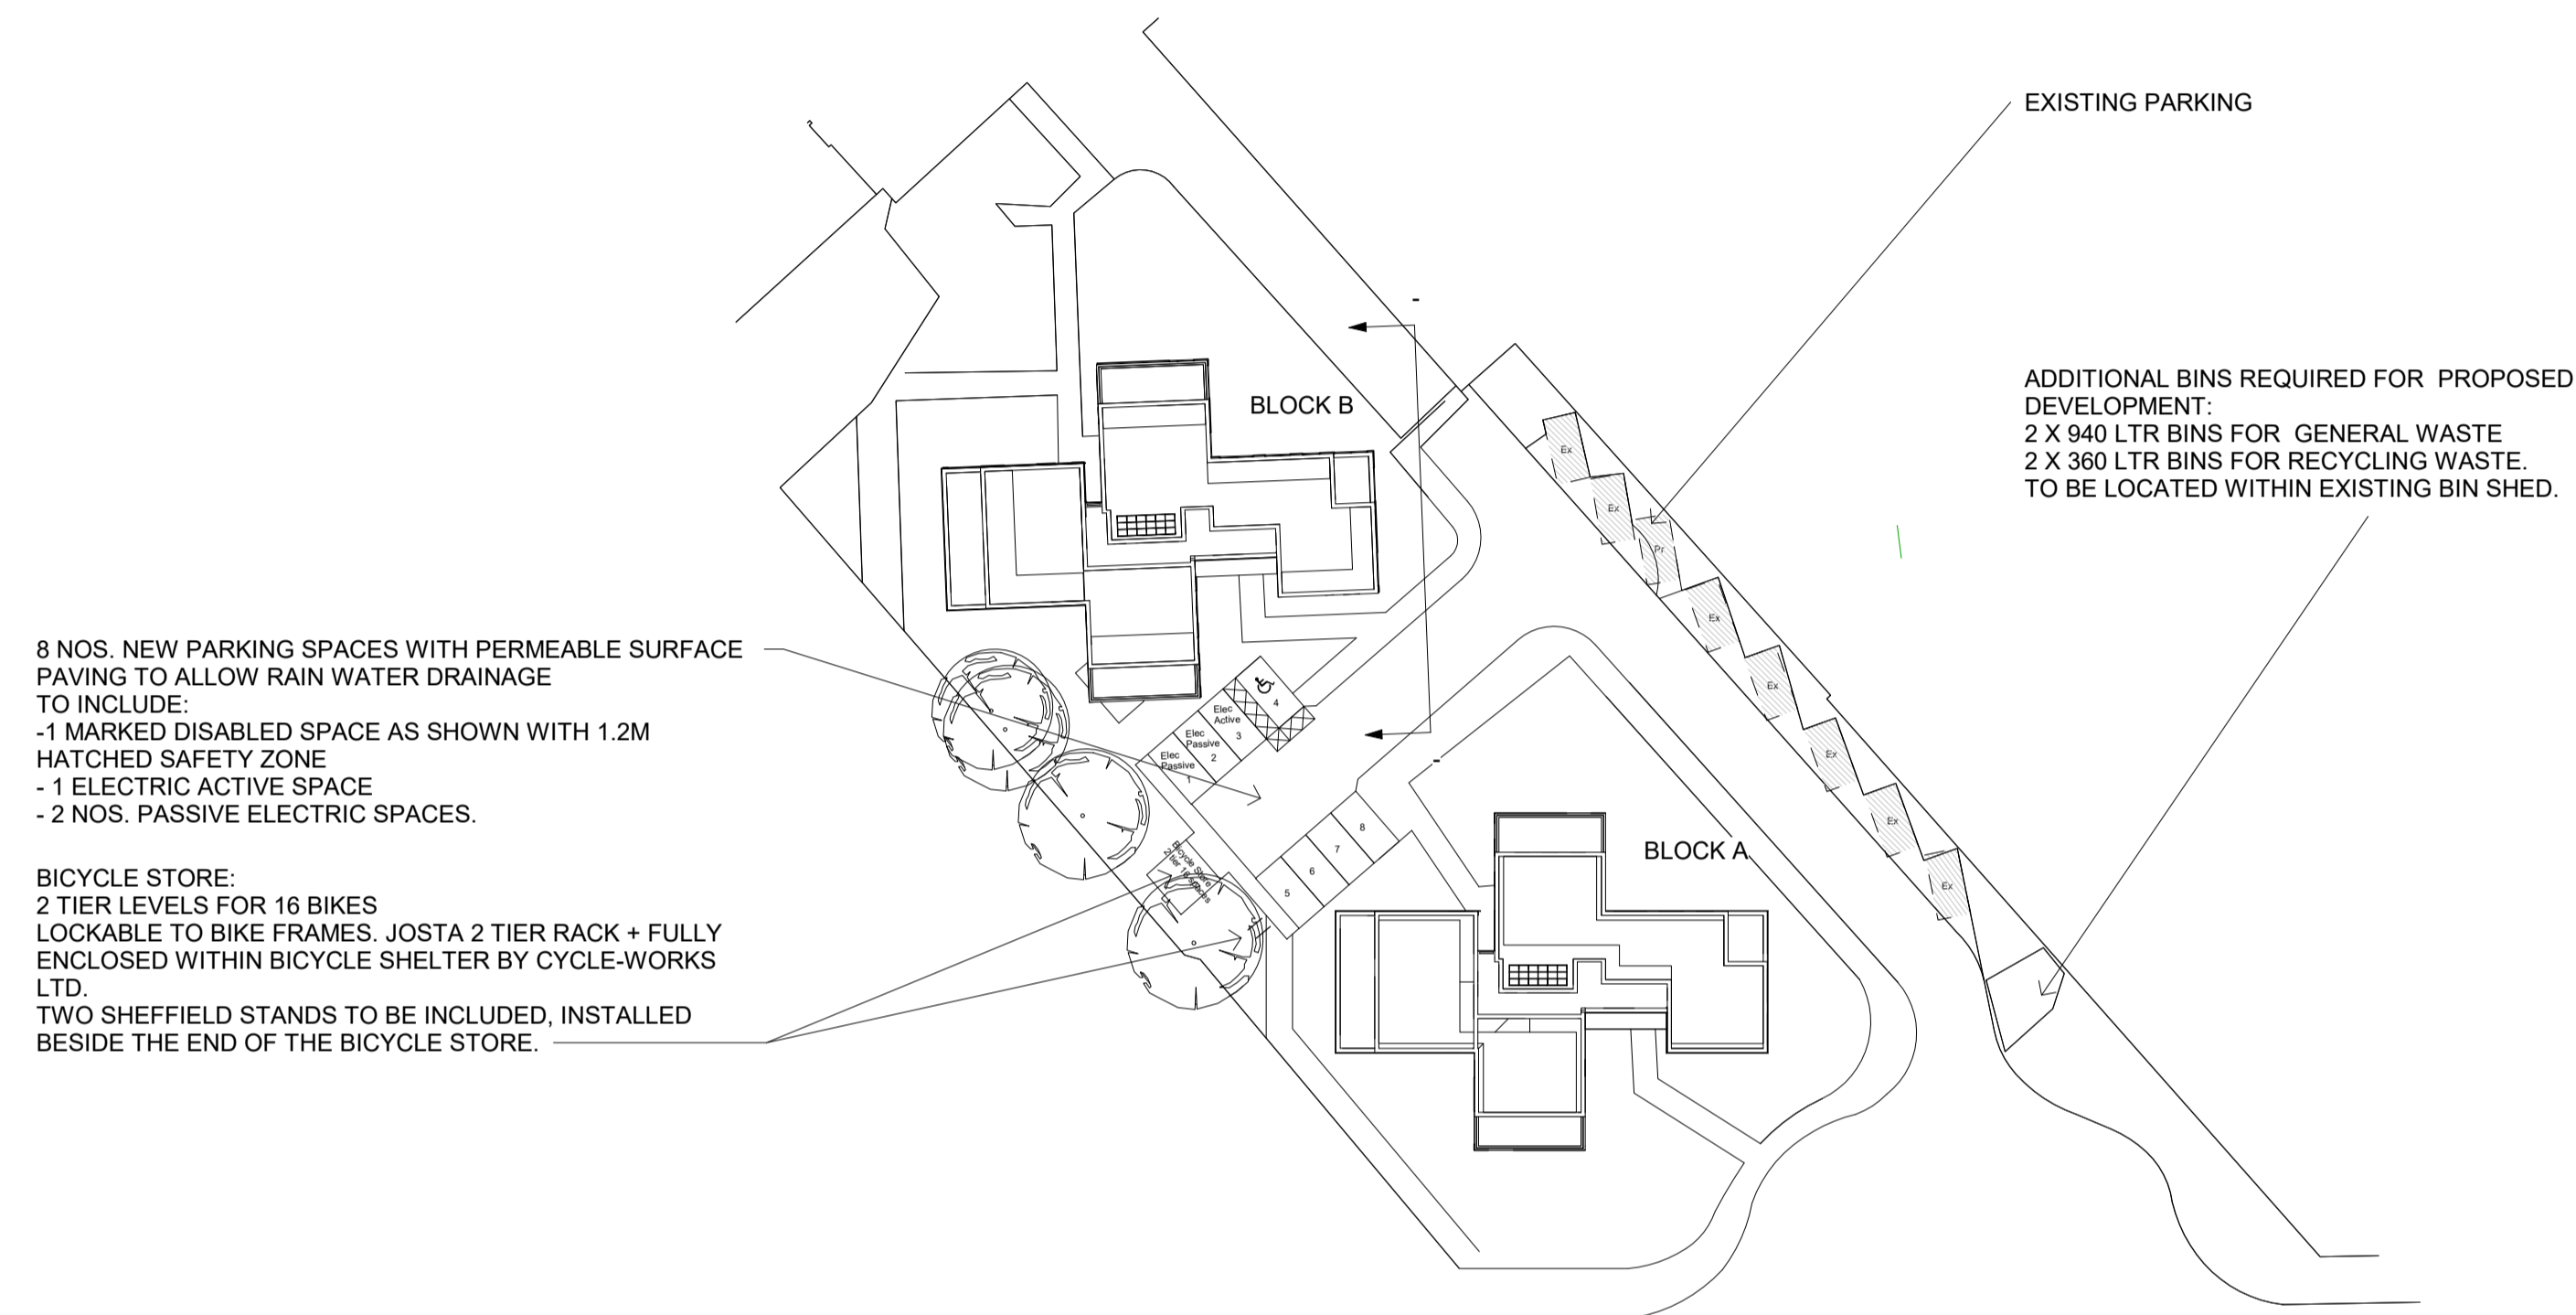 EXISTING PARKING
BLOCK B
ADDITIONAL BINS REQUIRED FOR  PROPOSED
DEVELOPMENT:
2 X 940 LTR BINS FOR  GENERAL WASTE
2 X 360 LTR BINS FOR RECYCLING WASTE.
TO BE LOCATED WITHIN EXISTING BIN SHED.
Ex
Ex
Pr
Ex
Ex
Ex
Ex
Ex
8 NOS. NEW PARKING SPACES WITH PERMEABLE SURFACE
PAVING TO ALLOW RAIN WATER DRAINAGE
TO INCLUDE:
-1 MARKED DISABLED SPACE AS SHOWN WITH 1.2M
HATCHED SAFETY ZONE
- 1 ELECTRIC ACTIVE SPACE
- 2 NOS. PASSIVE ELECTRIC SPACES.
4
Elec
Active
3
Elec
Passive
2
Elec
Passive
1
8
7
6
5
BLOCK A
Bicycle Store
2 tier 16 spaces
BICYCLE STORE:
2 TIER LEVELS FOR 16 BIKES
LOCKABLE TO BIKE FRAMES. JOSTA 2 TIER RACK + FULLY
ENCLOSED WITHIN BICYCLE SHELTER BY CYCLE-WORKS
LTD.
TWO SHEFFIELD STANDS TO BE INCLUDED, INSTALLED
BESIDE THE END OF THE BICYCLE STORE.